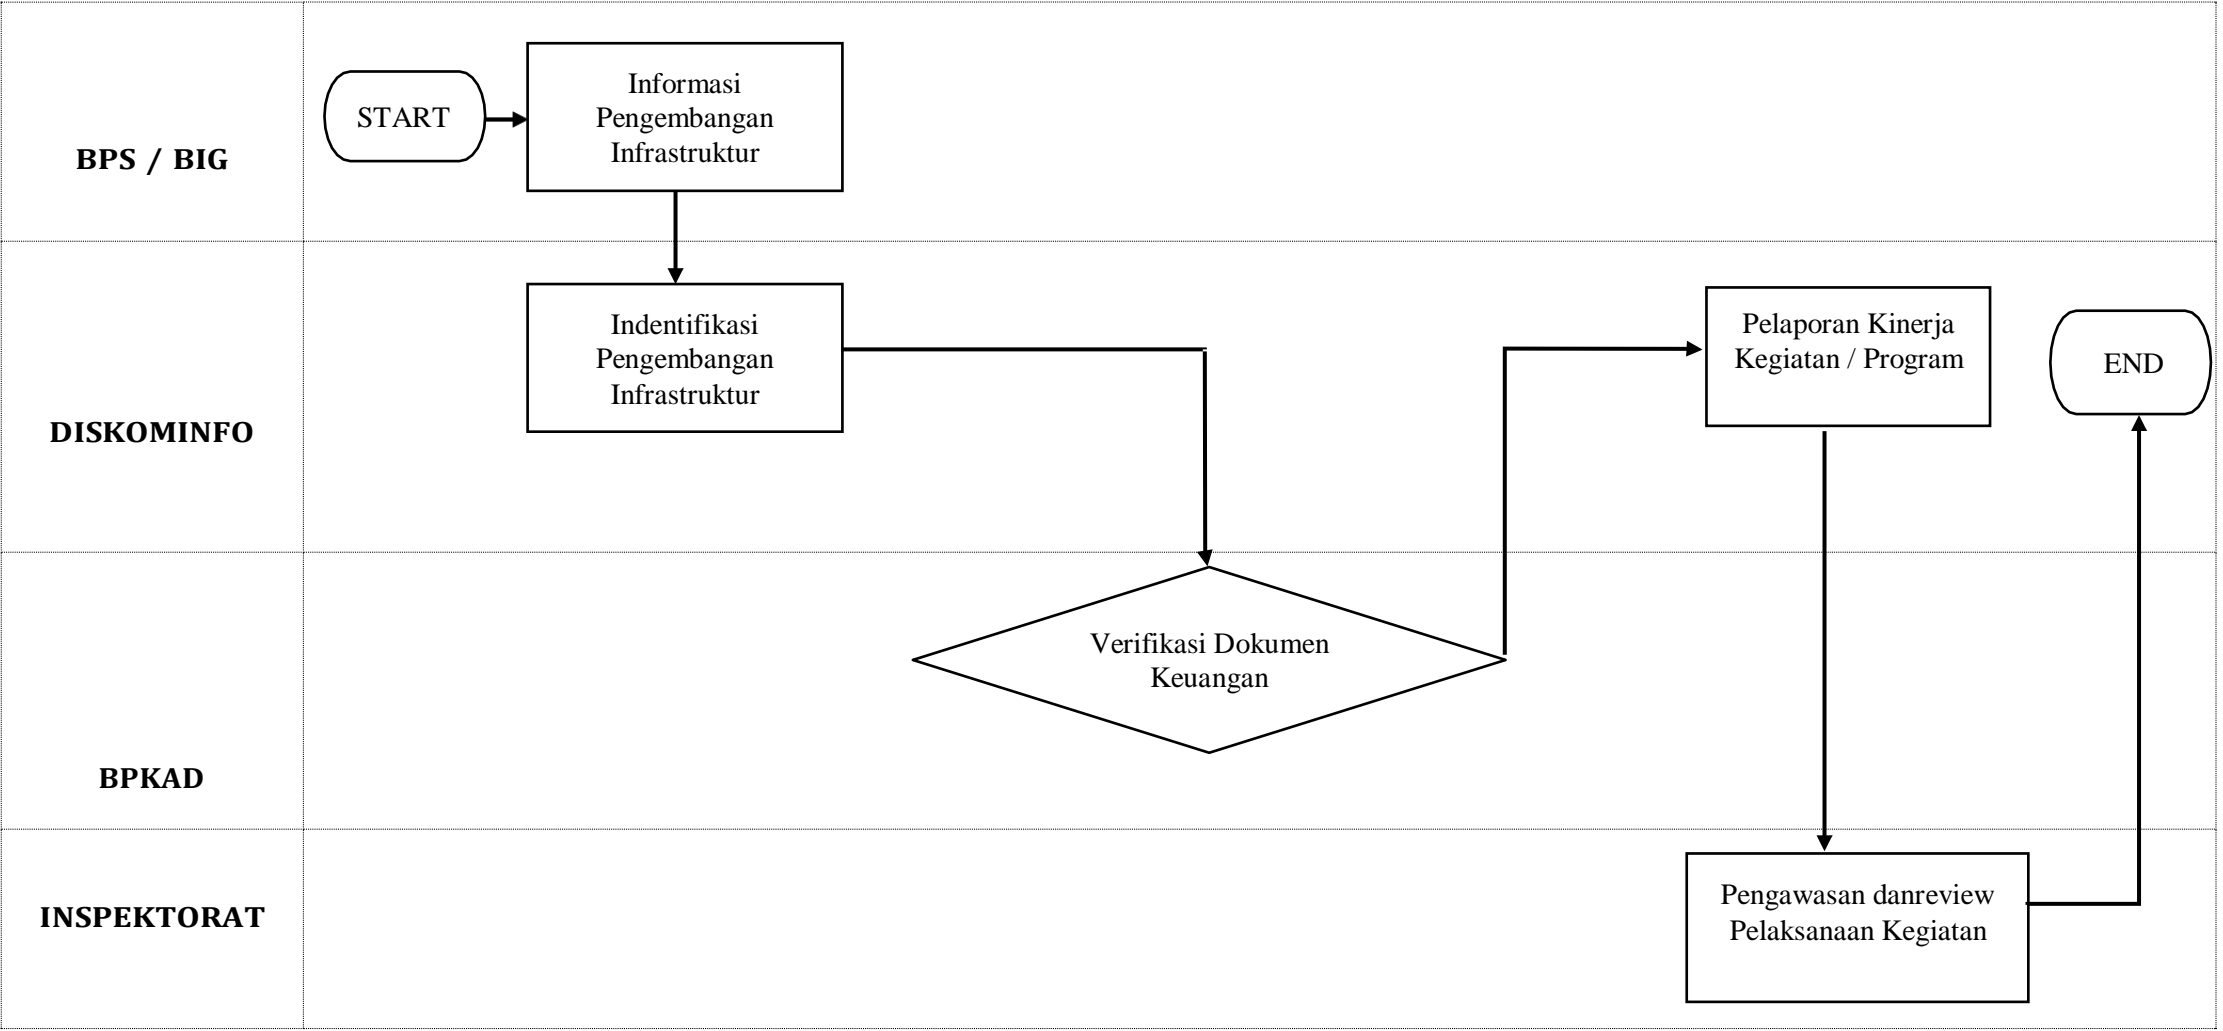 START
Informasi
Pengembangan
Infrastruktur
BPS / BIG
Indentifikasi
Pengembangan
Infrastruktur
Pelaporan Kinerja
Kegiatan / Program
END
DISKOMINFO
Verifikasi Dokumen
Keuangan
BPKAD
Pengawasan danreview
Pelaksanaan Kegiatan
INSPEKTORAT